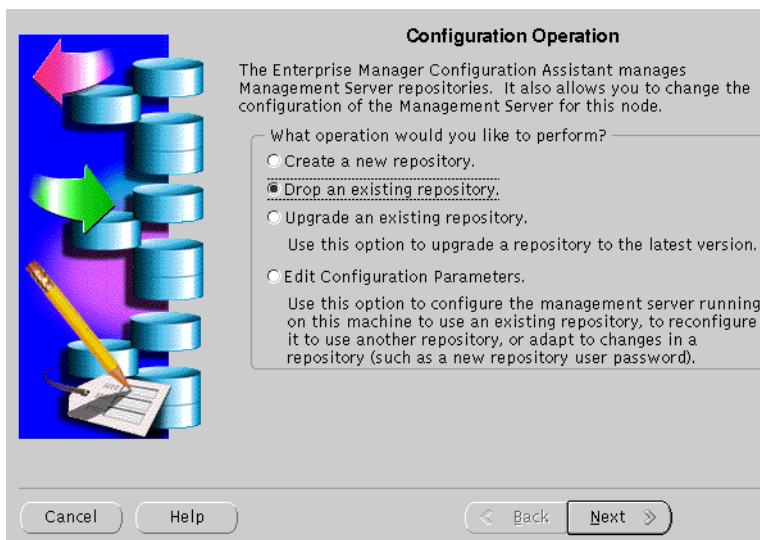 Configuration Operation
The Enterprise Manager Configuration Assistant manages
Management Server repositories. It also allows you to change the
configuration of the Management Server for this node.
What operation would you like to perform?
Create a new repository.
Drop an existing repository.
Upgrade an existing repository.
Use this option to upgrade a repository to the latest version.
Edit Configuration Parameters.
Use this option to configure the management server running
on this machine to use an existing repository, to reconfigure
it to use another repository, or adapt to changes in a
repository (such as a new repository user password).
Cancel
Help
Back
Next